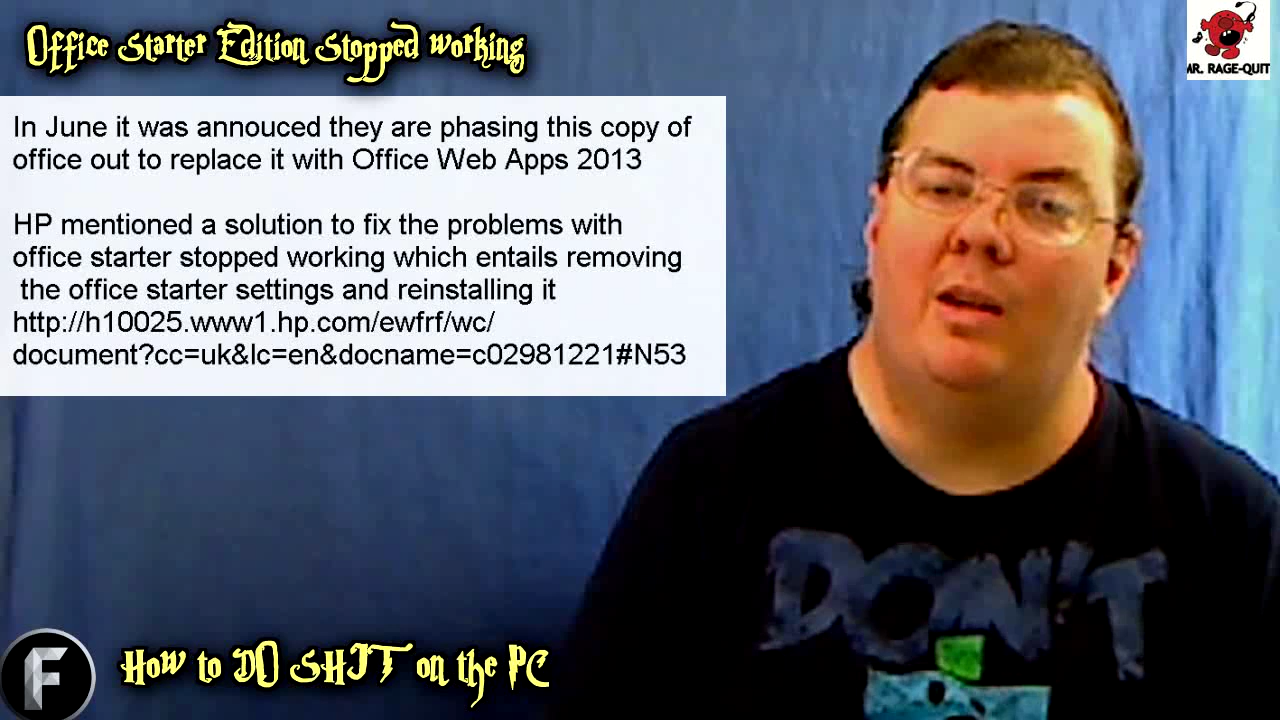 Office Starter Edition Stopped working
MR. RAGE-QUIT
In June it was annouced they are phasing this copy of
office out to replace it with Office Web Apps 2013
HP mentioned a solution to fix the problems with
office starter stopped working which entails removing
the office starter settings and reinstalling it
http://h10025.www1.hp.com/ewfrf/wc/
document?cc=uk&lc=en&docname=c02981221#N53
DON'T
F
How to DO SHIT on the PC